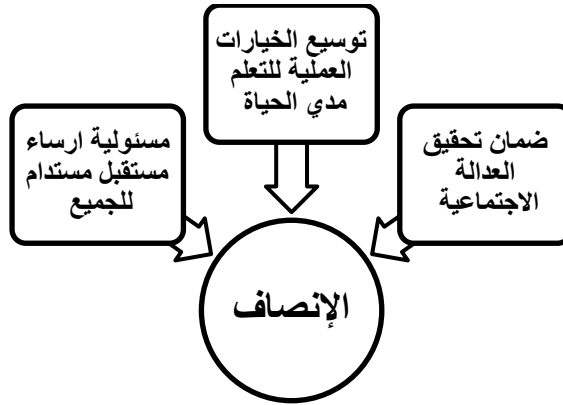 توسيع الخيارات
العملية للتعلم
مدي الحياة
ضمان تحقيق
العدالة
الاجتماعية
مسئولية ارساء
مستقبل مستدام
للجميع
الإنصاف